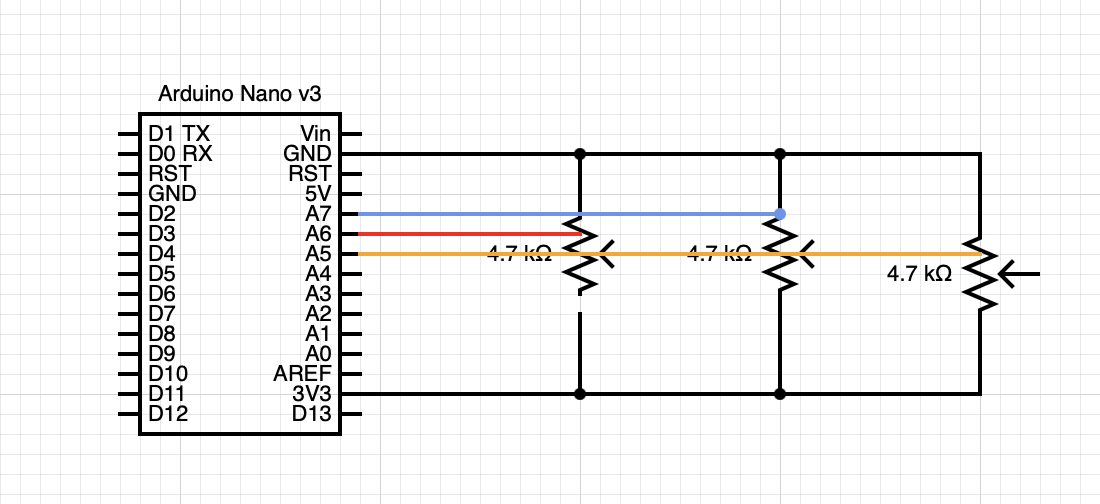 Arduino Nano v3
D1 TX Vin
D0 RX GND
RST RST
GND 5V
D2 A7
D3 A6
D4 A5 4.7 kΩ 4.7 kΩ
D5 A4 4.7 kΩ
D6 A3
D7 A2
D8 A1
D9 A0
D10 AREF
D11 3V3
D12 D13